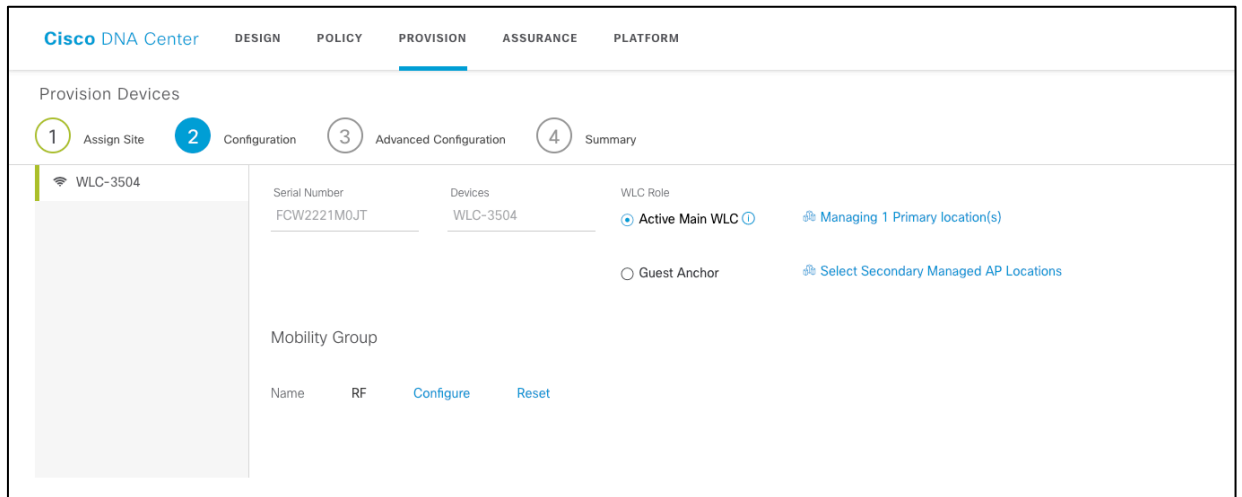 Cisco DNA Center DESIGN POLICY PROVISION ASSURANCE PLATFORM
Provision Devices
1 Assign Site 2 Configuration 3 Advanced Configuration 4 Summary
WLC-3504
Serial Number Devices WLC Role
FCW2221M0JT WLC-3504 Active Main WLC Managing 1 Primary location(s)
Guest Anchor Select Secondary Managed AP Locations
Mobility Group
Name RF Configure Reset